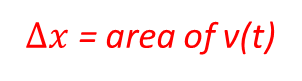 Δx = area of v(t)